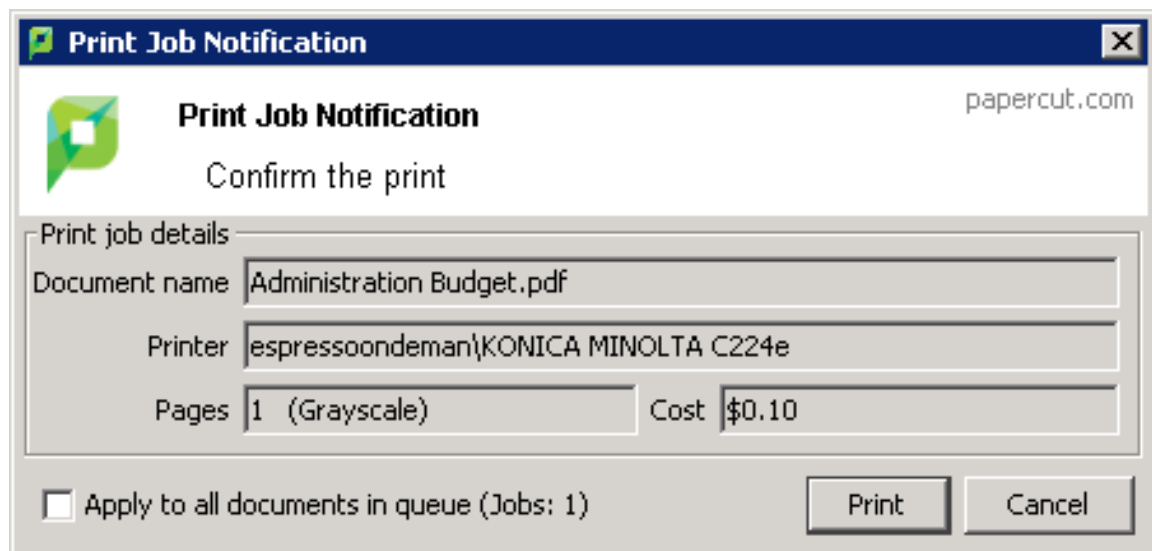 Print Job Notification
papercut.com
Print Job Notification
Confirm the print
Print job details
Document name Administration Budget.pdf
Printer espressoondeman\KONICA MINOLTA C224e
Pages 1 (Grayscale) Cost $0.10
Apply to all documents in queue (Jobs: 1) Print Cancel